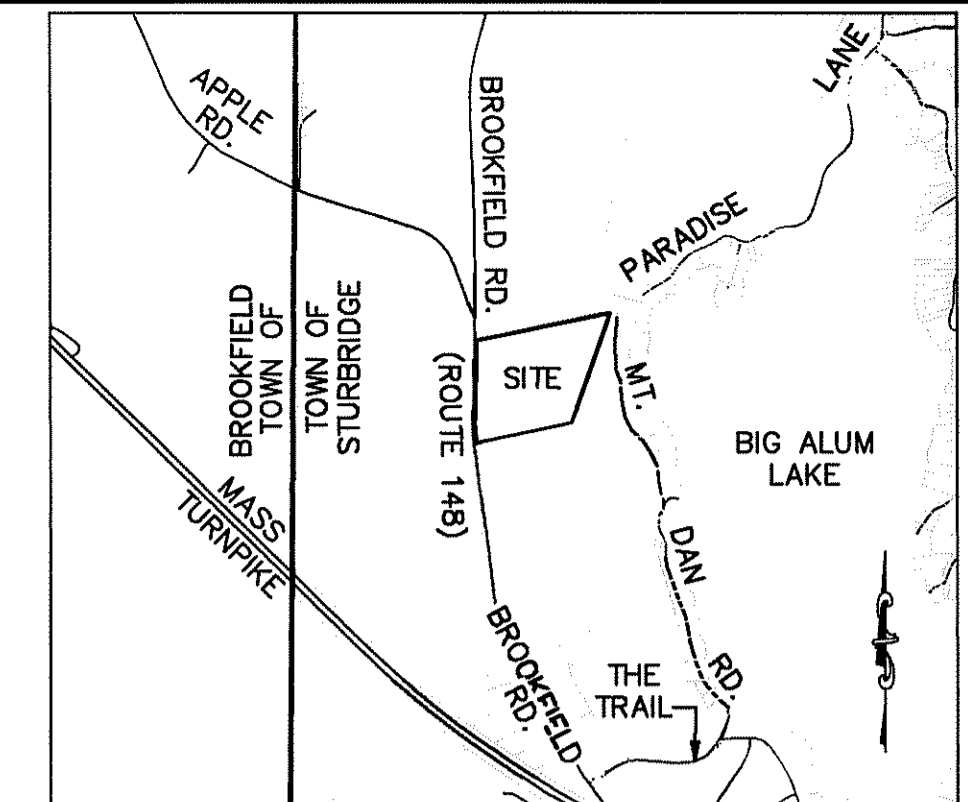 APPLE
RD.
BROOKFIELD RD.
LANE
PARADISE
BROOKFIELD
TOWN OF
TOWN OF
STURBRIDGE
(ROUTE 148)
SITE
MT.
DAN
RD.
BIG ALUM
LAKE
MASS
TURNPIKE
BROOKFIELD
RD.
THE
TRAIL